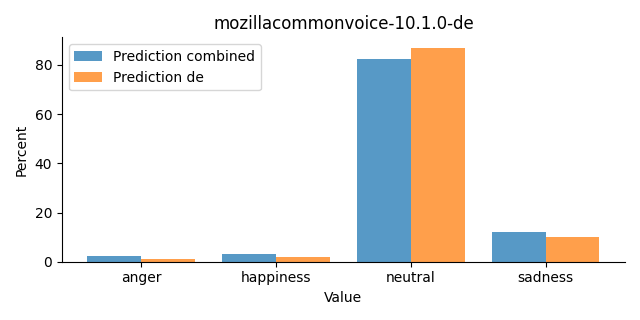 mozillacommonvoice-10.1.0-de
Prediction combined
Prediction de
80
60
40
20
0
Percent
anger happiness neutral sadness
Value